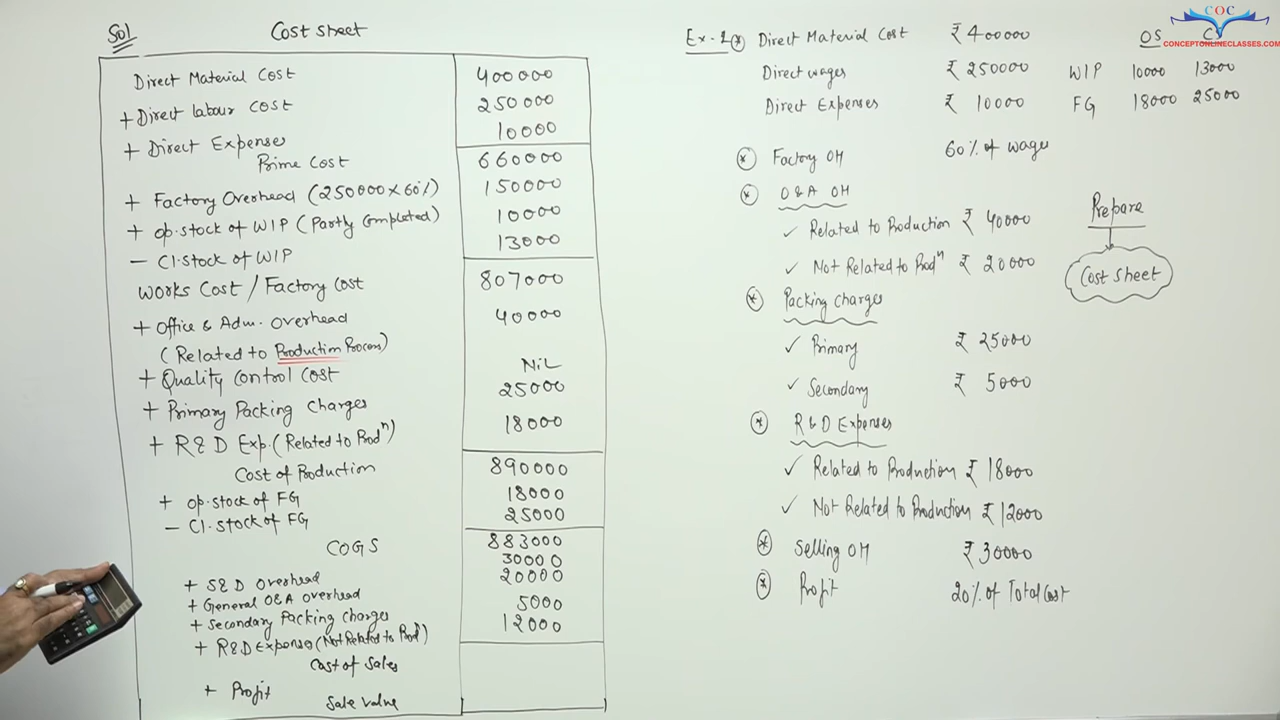 Sol
Cost sheet
Direct Material Cost 400000
+ Direct labour cost 250000
+ Direct Expenses 10000
Prime Cost 660000
+ Factory Overhead (250000×60%) 150000
+ op.stock of WIP (Partly Completed) 10000
- Cl.stock of WIP 13000
Works Cost / Factory Cost 807000
+ Office & Adm. Overhead 40000
(Related to Production Process)
+ Quality Control Cost NiL
+ Primary Packing Charges 25000
+ R&D Exp. (Related to Prodⁿ) 18000
Cost of Production 890000
+ op.stock of FG 18000
- Cl.stock of FG 25000
COGS 883000
+ S&D Overhead 30000
+ General O&A overhead 20000
+ Secondary Packing Charges 5000
+ R&D Expenses (Not Related to Prodⁿ) 12000
Cost of Sales
+ Profit
Sale value
Ex-2 * Direct Material Cost ₹ 400000 OS CS
Direct wages ₹ 250000 WIP 10000 13000
Direct Expenses ₹ 10000 FG 18000 25000
* Factory OH 60% of wages
* O&A OH
✓ Related to Production ₹ 40000
✓ Not Related to Prodⁿ ₹ 20000
Prepare
Cost sheet
* Packing Charges
✓ Primary ₹ 25000
✓ Secondary ₹ 5000
* R&D Expenses
✓ Related to Production ₹ 18000
✓ Not Related to Production ₹ 12000
* Selling OH ₹ 30000
* Profit 20% of Total Cost
COC
CONCEPTONLINECLASSES.COM